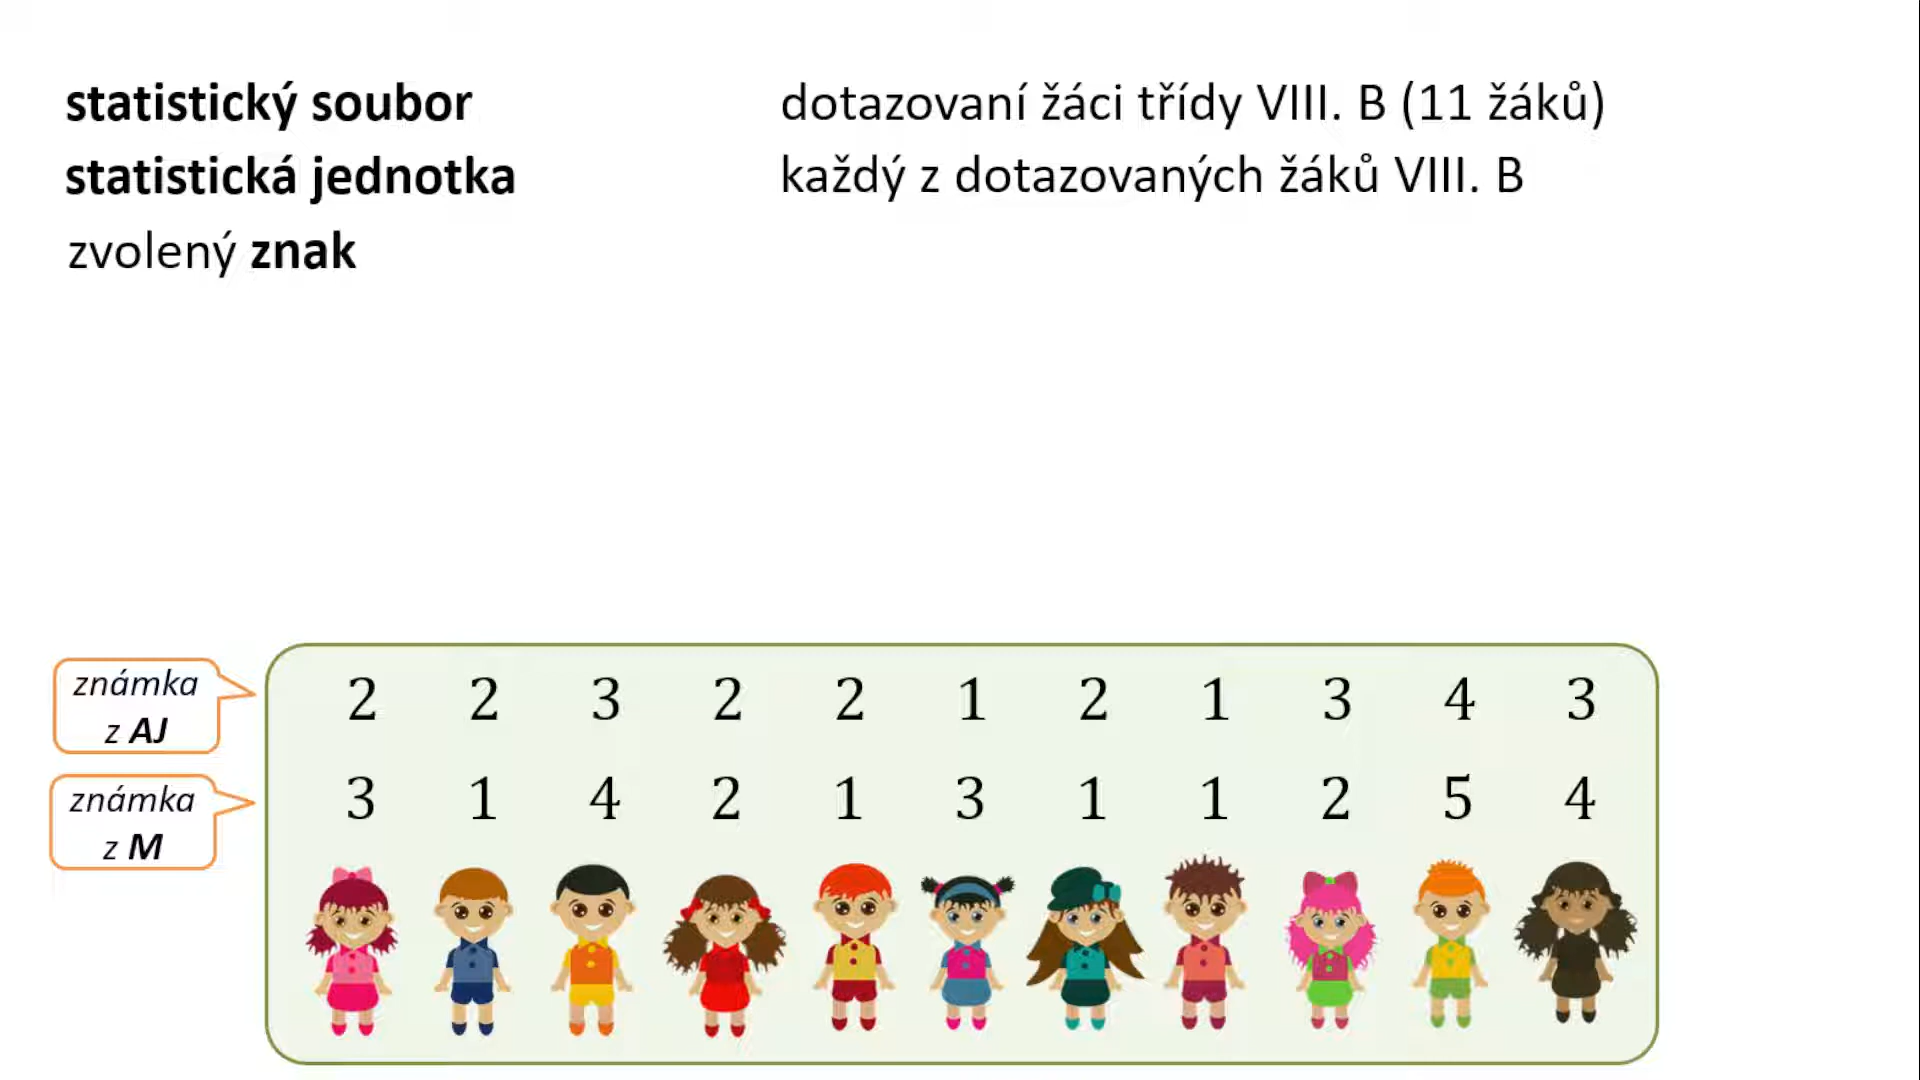 statistický soubor dotazovaní žáci třídy VIII. B (11 žáků)
statistická jednotka každý z dotazovaných žáků VIII. B
zvolený znak
známka
z AJ
2 2 3 2 2 1 2 1 3 4 3
známka
z M
3 1 4 2 1 3 1 1 2 5 4